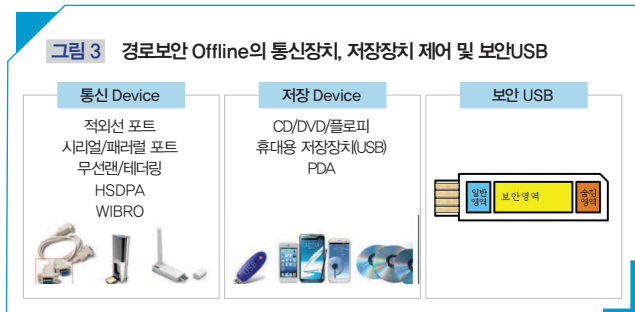 그림 3 경로보안 Offline의 통신장치, 저장장치 제어 및 보안USB
통신 Device
적외선 포트
시리얼/패러럴 포트
무선랜/테더링
HSDPA
WIBRO
저장 Device
CD/DVD/플로피
휴대용 저장장치(USB)
PDA
USB
보안 USB
일반
영역
보안영역
숨김
영역